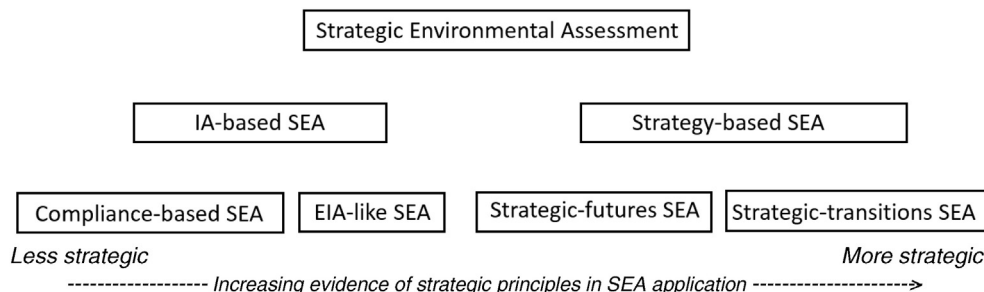 Strategic Environmental Assessment
IA-based SEA
Strategy-based SEA
Compliance-based SEA
EIA-like SEA
Strategic-futures SEA
Strategic-transitions SEA
Less strategic
More strategic
Increasing evidence of strategic principles in SEA application